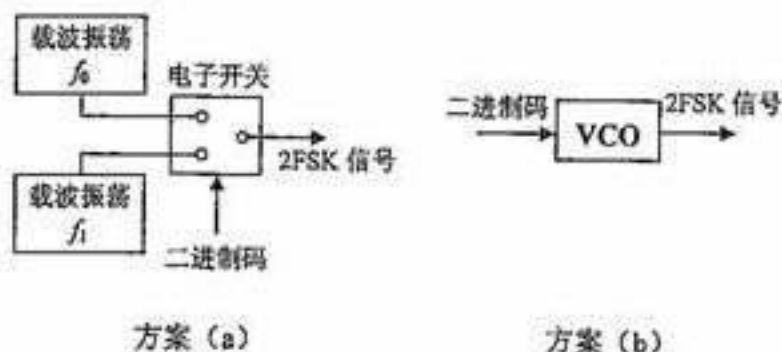 载波振荡
f₀
电子开关
2FSK 信号
载波振荡
f₁
二进制码
方案（a）
二进制码
VCO
2FSK 信号
方案（b）